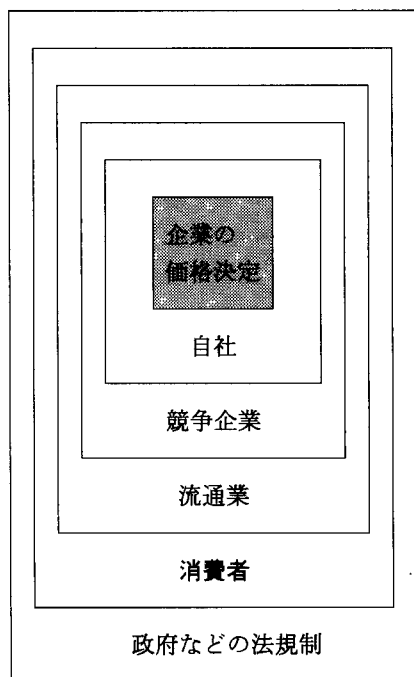 企業の
価格決定
自社
競争企業
流通業
消費者
政府などの法規制